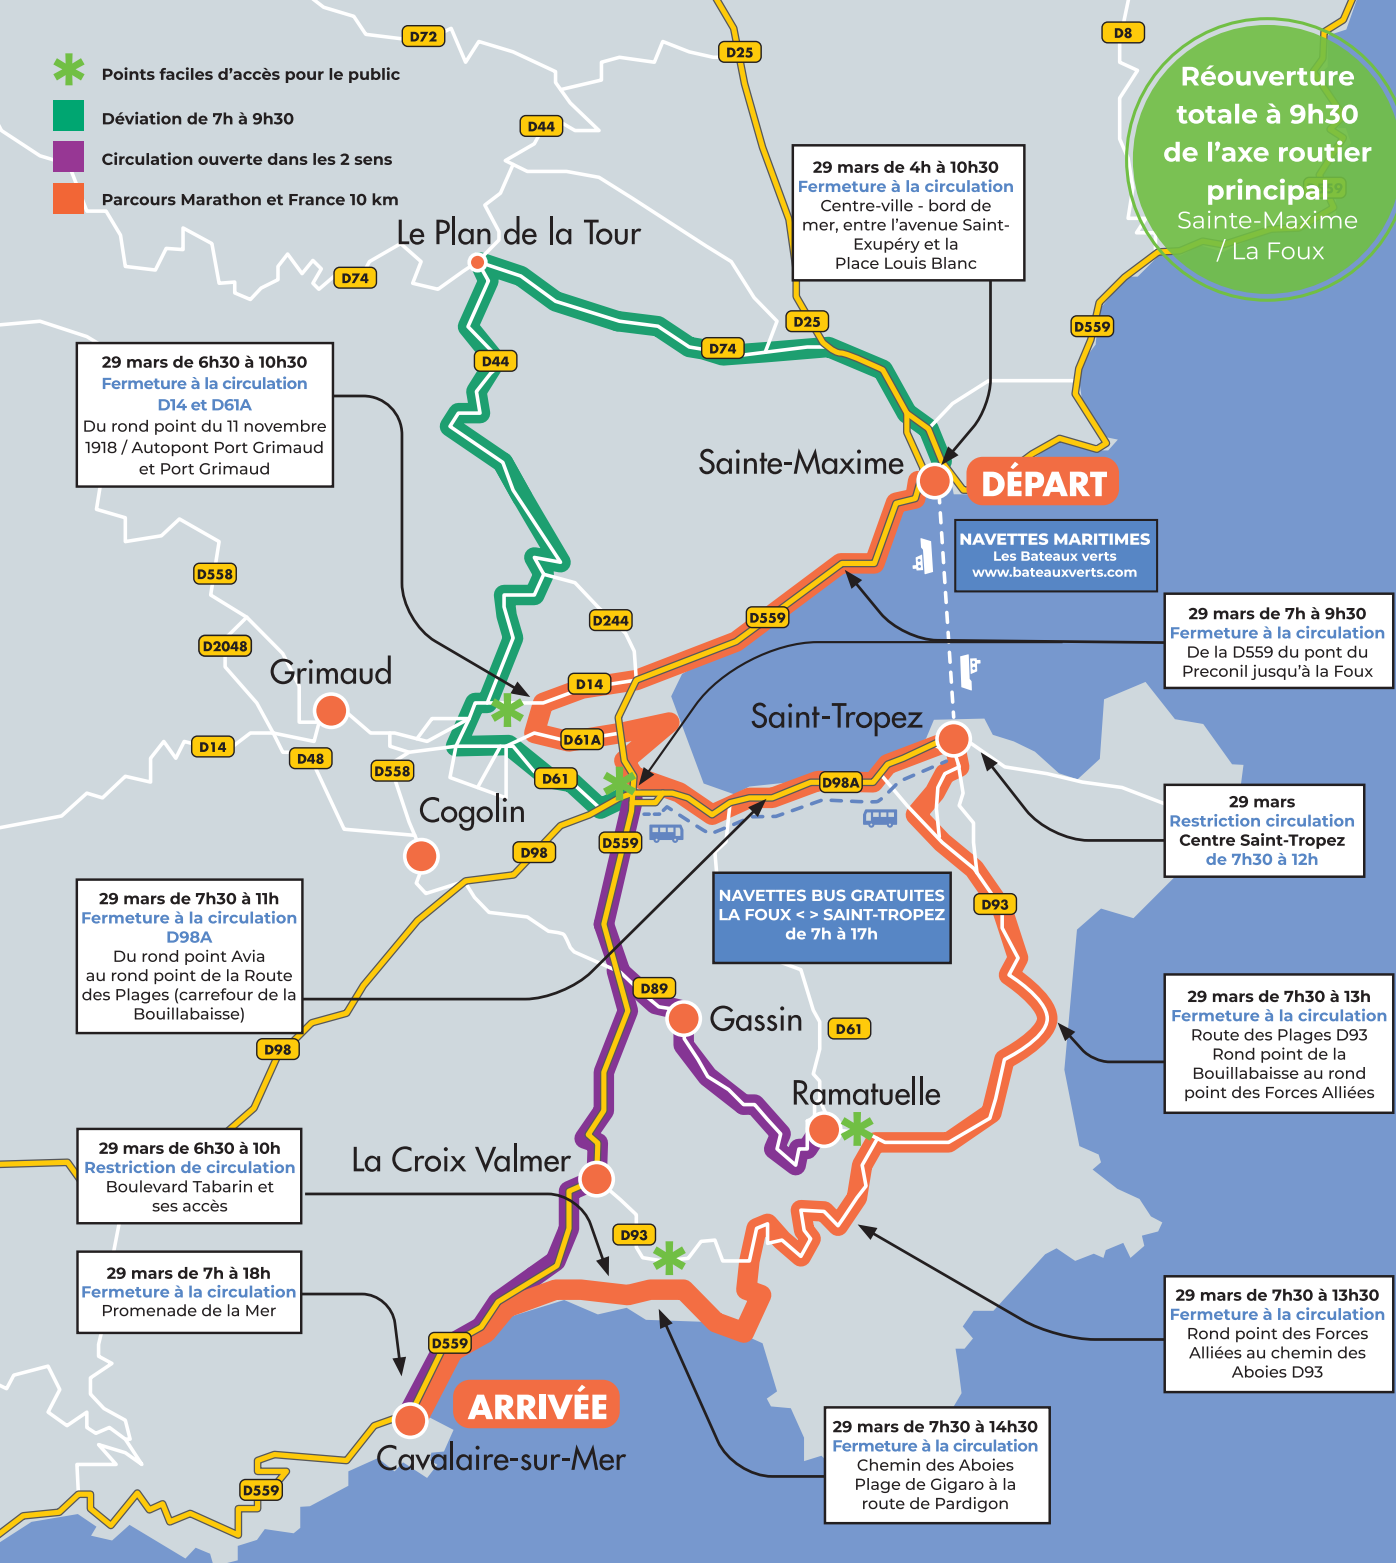 D72
D25
D8
Points faciles d'accès pour le public
Déviation de 7h à 9h30
Circulation ouverte dans les 2 sens
Parcours Marathon et France 10 km
Réouverture
totale à 9h30
de l'axe routier
principal
Sainte-Maxime
/ La Foux
D44
29 mars de 4h à 10h30
Fermeture à la circulation
Centre-ville - bord de
mer, entre l'avenue Saint-
Exupéry et la
Place Louis Blanc
Le Plan de la Tour
D74
D25
D559
D74
D44
29 mars de 6h30 à 10h30
Fermeture à la circulation
D14 et D61A
Du rond point du 11 novembre
1918 / Autopont Port Grimaud
et Port Grimaud
Sainte-Maxime
DÉPART
NAVETTES MARITIMES
Les Bateaux verts
www.bateauxverts.com
D558
D244
D559
D2048
29 mars de 7h à 9h30
Fermeture à la circulation
De la D559 du pont du
Preconil jusqu'à la Foux
Grimaud
D14
Saint-Tropez
D14
D48
D558
D61A
D61
D98A
Cogolin
29 mars
Restriction circulation
Centre Saint-Tropez
de 7h30 à 12h
D98
D559
29 mars de 7h30 à 11h
Fermeture à la circulation
D98A
Du rond point Avia
au rond point de la Route
des Plages (carrefour de la
Bouillabaisse)
NAVETTES BUS GRATUITES
LA FOUX < > SAINT-TROPEZ
de 7h à 17h
D93
D89
Gassin
D61
29 mars de 7h30 à 13h
Fermeture à la circulation
Route des Plages D93
Rond point de la
Bouillabaisse au rond
point des Forces Alliées
D98
Ramatuelle
29 mars de 6h30 à 10h
Restriction de circulation
Boulevard Tabarin et
ses accès
La Croix Valmer
D93
29 mars de 7h à 18h
Fermeture à la circulation
Promenade de la Mer
29 mars de 7h30 à 13h30
Fermeture à la circulation
Rond point des Forces
Alliées au chemin des
Aboies D93
D559
ARRIVÉE
Cavalaire-sur-Mer
29 mars de 7h30 à 14h30
Fermeture à la circulation
Chemin des Aboies
Plage de Gigaro à la
route de Pardigon
D559